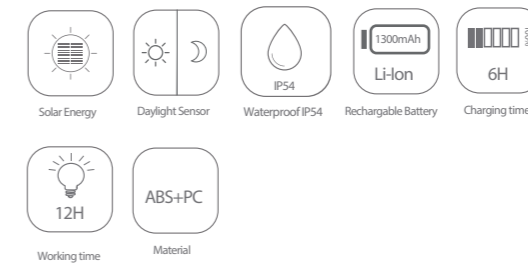 1300mAh
IP54
Li-Ion
6H
Solar Energy
Daylight Sensor
Waterproof IP54
Rechargable Battery
Charging time
12H
ABS+PC
Working time
Material